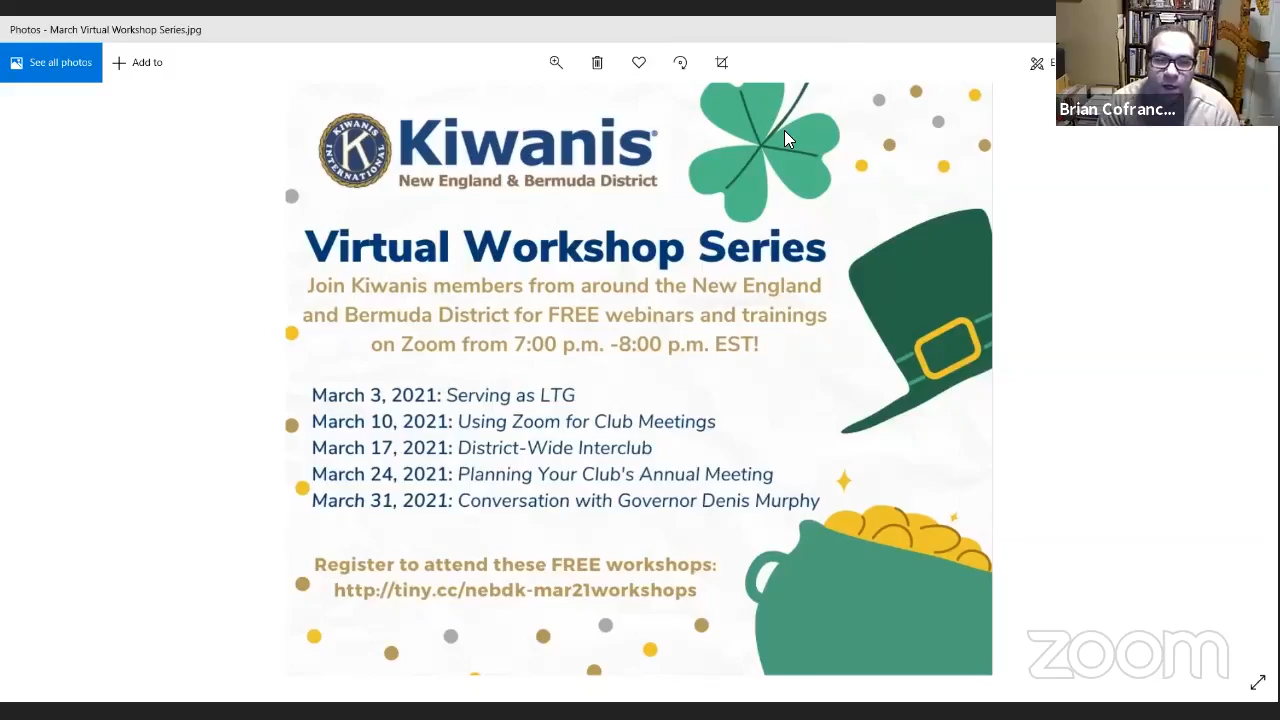 Photos - March Virtual Workshop Series.jpg
See all photos
Add to
E
Brian Cofranc...
KIWANIS
INTERNATIONAL
K
Kiwanis®
New England & Bermuda District
Virtual Workshop Series
Join Kiwanis members from around the New England
and Bermuda District for FREE webinars and trainings
on Zoom from 7:00 p.m. -8:00 p.m. EST!
March 3, 2021: Serving as LTG
March 10, 2021: Using Zoom for Club Meetings
March 17, 2021: District-Wide Interclub
March 24, 2021: Planning Your Club's Annual Meeting
March 31, 2021: Conversation with Governor Denis Murphy
Register to attend these FREE workshops:
http://tiny.cc/nebdk-mar21workshops
zoom